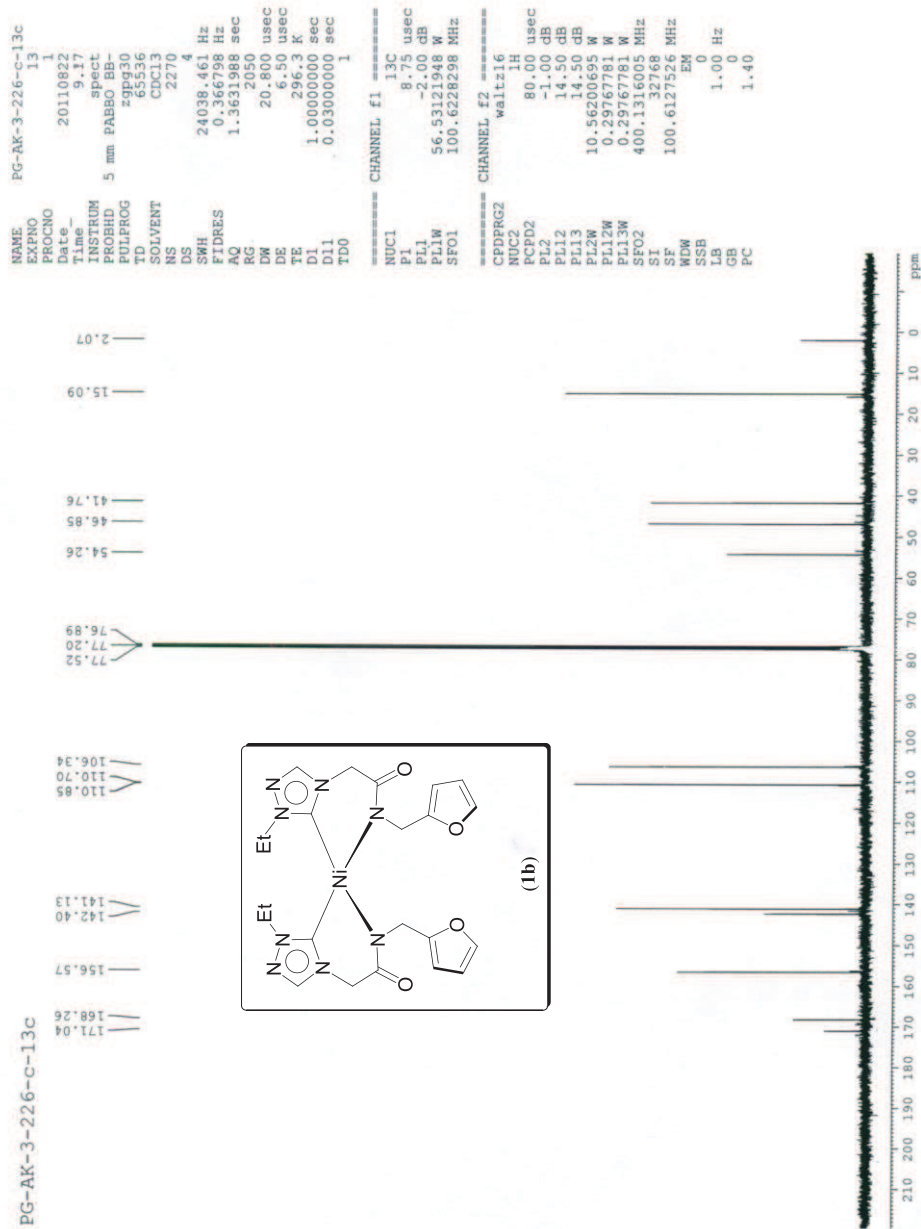 PG-AK-3-226-c-13c
171.04
168.26
156.57
142.40
141.13
110.85
110.70
106.34
77.52
77.20
76.89
54.26
46.85
41.76
15.09
2.07
NAME PG-AK-3-226-c-13c
EXPNO 13
PROCNO 1
Date_ 20110822
Time 9.17
INSTRUM spect
PROBHD 5 mm PABBO BB-
PULPROG zgpg30
TD 65536
SOLVENT CDCl3
NS 2270
DS 4
SWH 24038.461 Hz
FIDRES 0.366798 Hz
AQ 1.3631988 sec
RG 2050
DW 20.800 usec
DE 6.50 usec
TE 296.3 K
D1 1.00000000 sec
D11 0.03000000 sec
TD0 1
======== CHANNEL f1 ========
NUC1 13C
P1 8.75 usec
PL1 -2.00 dB
PL1W 56.53121948 W
SFO1 100.6228298 MHz
======== CHANNEL f2 ========
CPDPRG2 waltz16
NUC2 1H
PCPD2 80.00 usec
PL2 -1.00 dB
PL12 14.50 dB
PL13 14.50 dB
PL2W 10.56200695 W
PL12W 0.29767781 W
PL13W 0.29767781 W
SFO2 400.1316005 MHz
SI 32768
SF 100.6127526 MHz
WDW EM
SSB 0
LB 1.00 Hz
GB 0
PC 1.40
Et Et
N N N N
N N
Ni
N N
O O
O O
(1b)
210 200 190 180 170 160 150 140 130 120 110 100 90 80 70 60 50 40 30 20 10 0 ppm